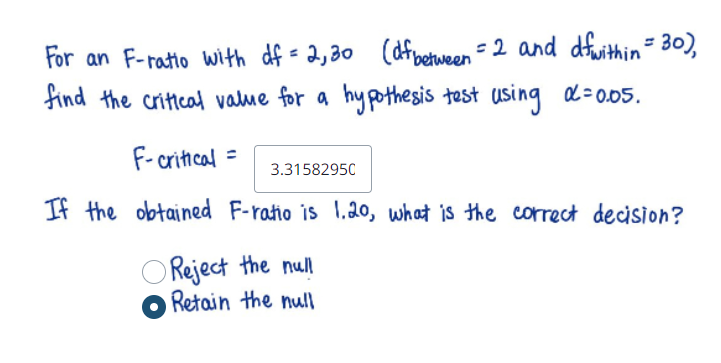 For an F-ratio with df = 2,30 (dfbetween = 2 and dfwithin = 30),
find the critical value for a hypothesis test using α=0.05.
F-critical = 3.31582950
If the obtained F-ratio is 1.20, what is the correct decision?
Reject the null
Retain the null